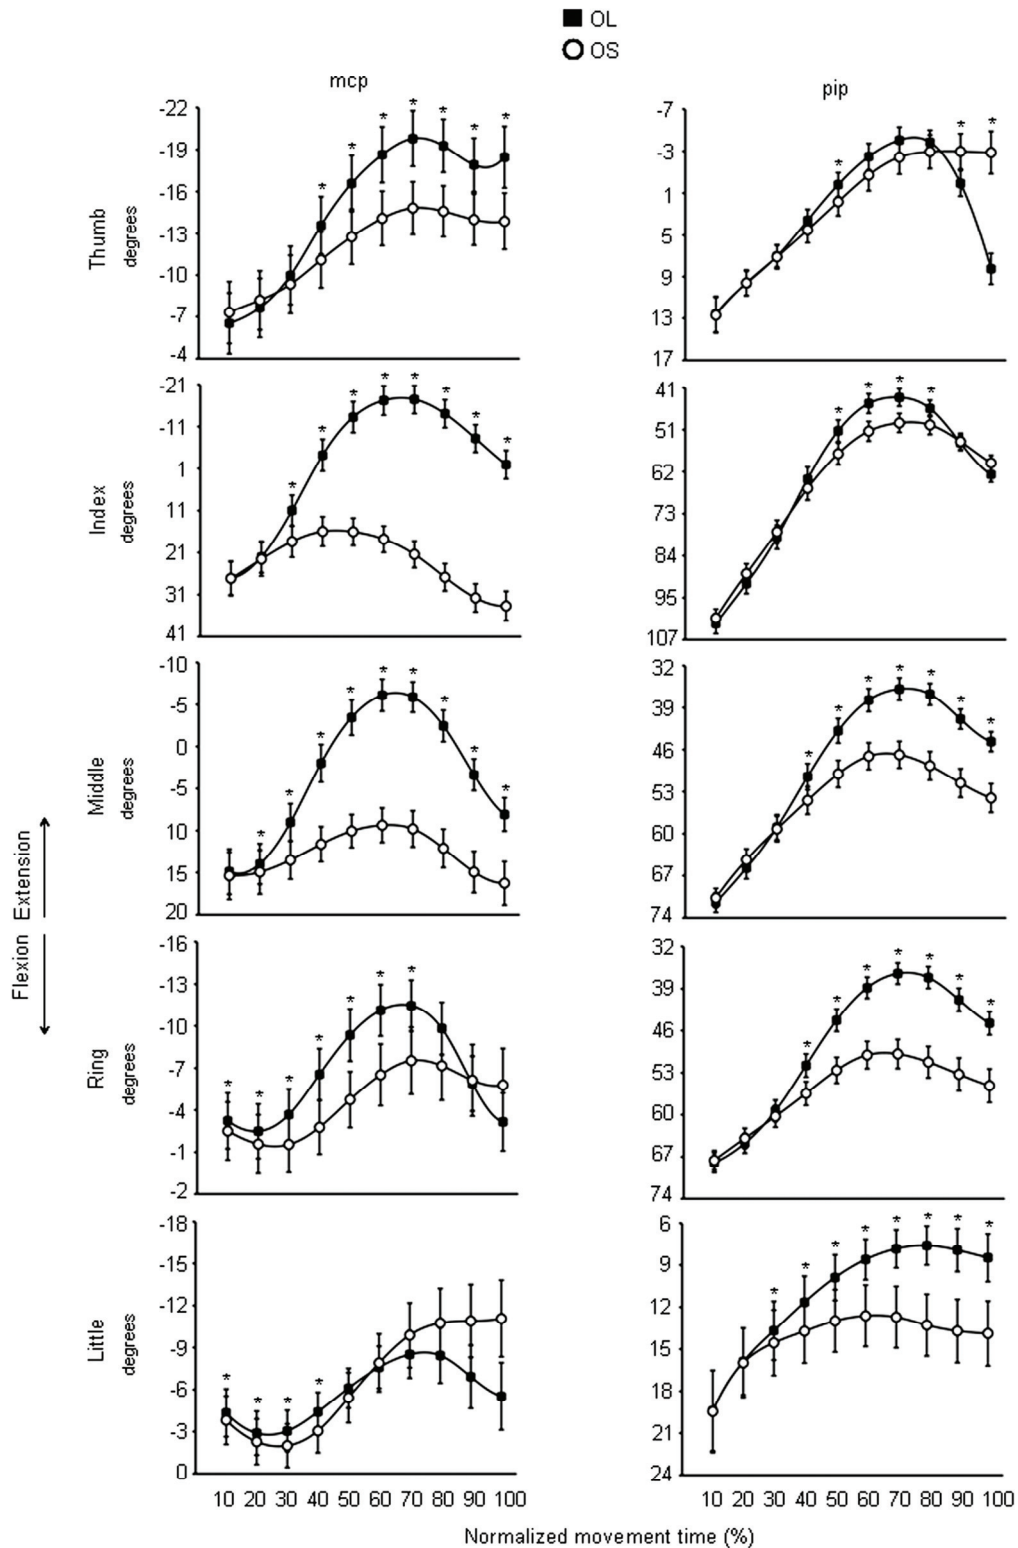 OL
OS
mcp
pip
Thumb
degrees
-22
-19
-16
-13
-10
-7
-4
-7
-3
1
5
9
13
17
* * * * * * *
* * *
Index
degrees
-21
-11
1
11
21
31
41
41
51
62
73
84
95
107
* * * * * * * *
* * * *
Middle
degrees
-10
-5
0
-5
10
15
20
32
39
46
53
60
67
74
* * * * * * * * *
* * * * * * *
Flexion Extension
Ring
degrees
-16
-13
-10
-7
-4
-1
-2
32
39
46
53
60
67
74
* * * * * * *
* * * * * * *
Little
degrees
-18
-15
-12
-9
-6
-3
0
6
9
12
15
18
21
24
* * * *
* * * * * * * *
10 20 30 40 50 60 70 80 90 100
10 20 30 40 50 60 70 80 90 100
Normalized movement time (%)